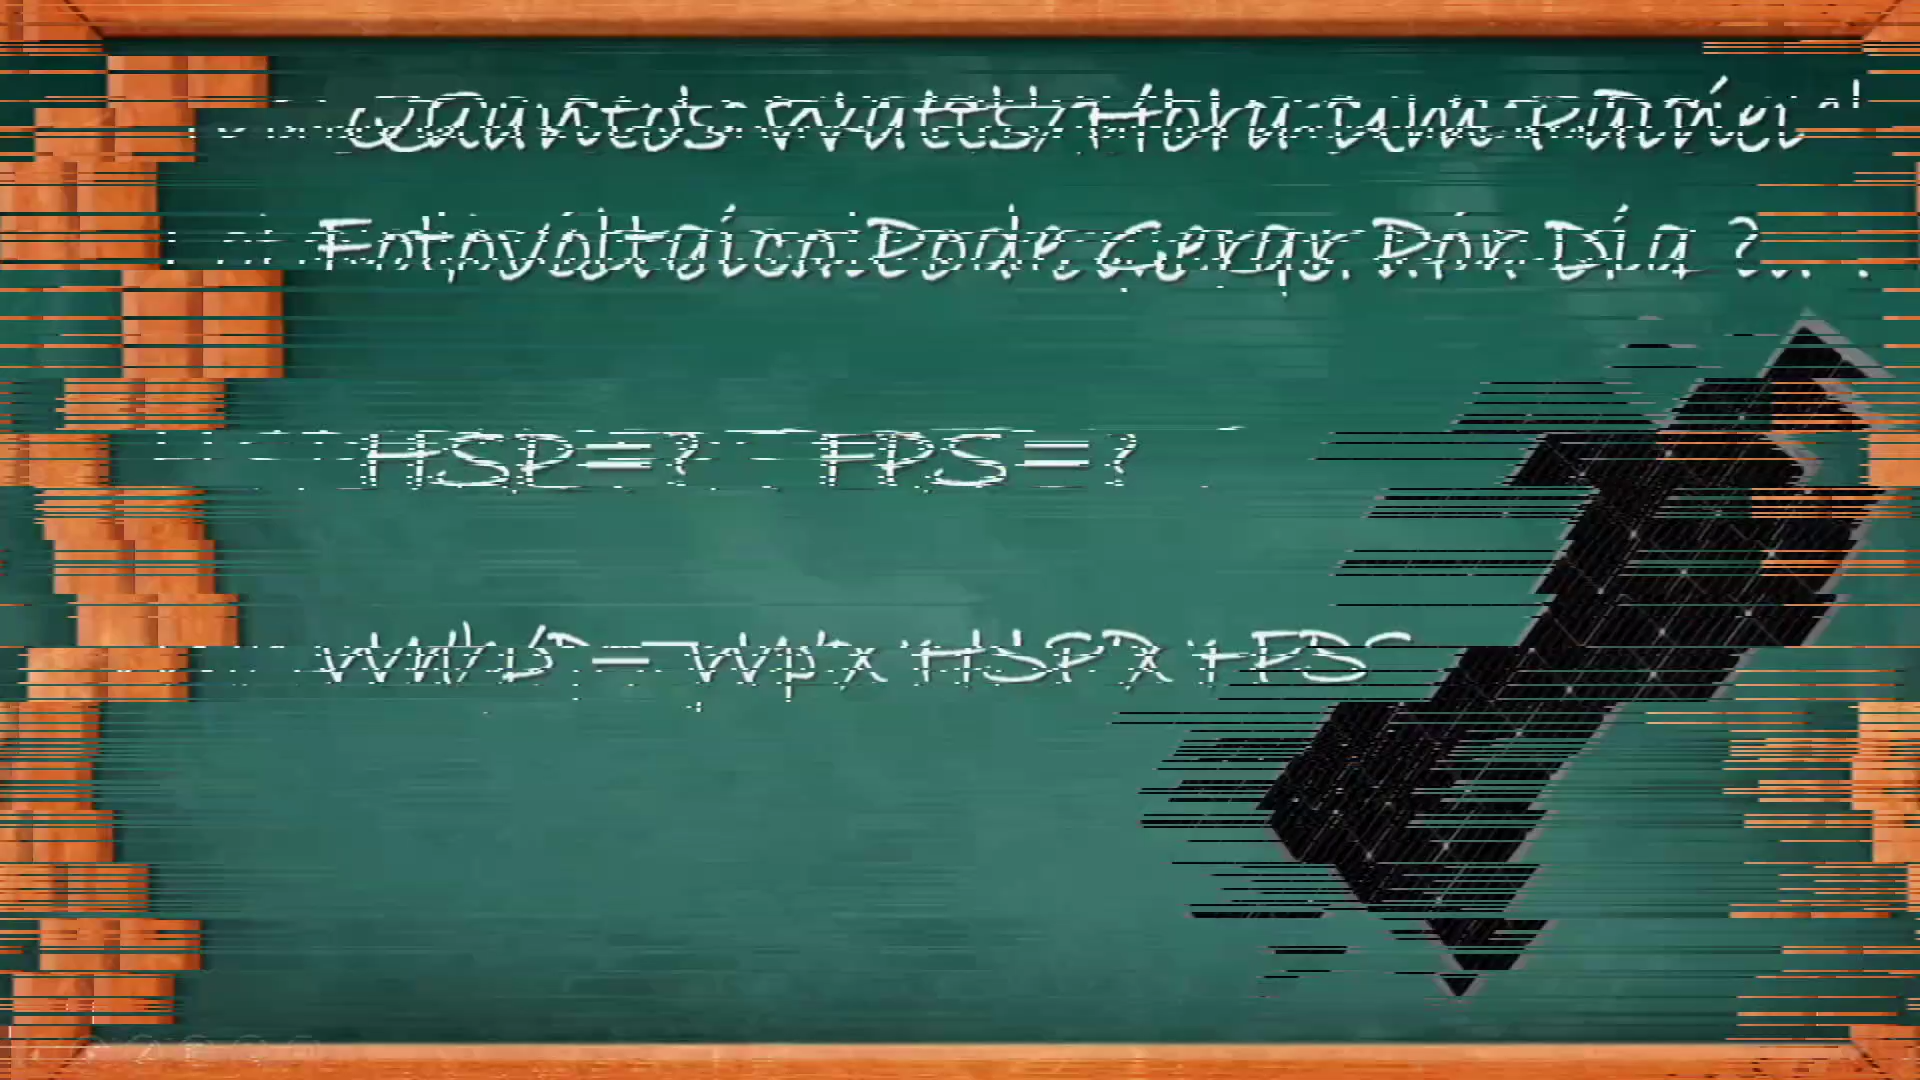 Quantos Watts/Hora um Painel
Fotovoltaico Pode Gerar Por Dia ?
HSP=? FPS=?
Wh/D = Wp x HSP x FPS